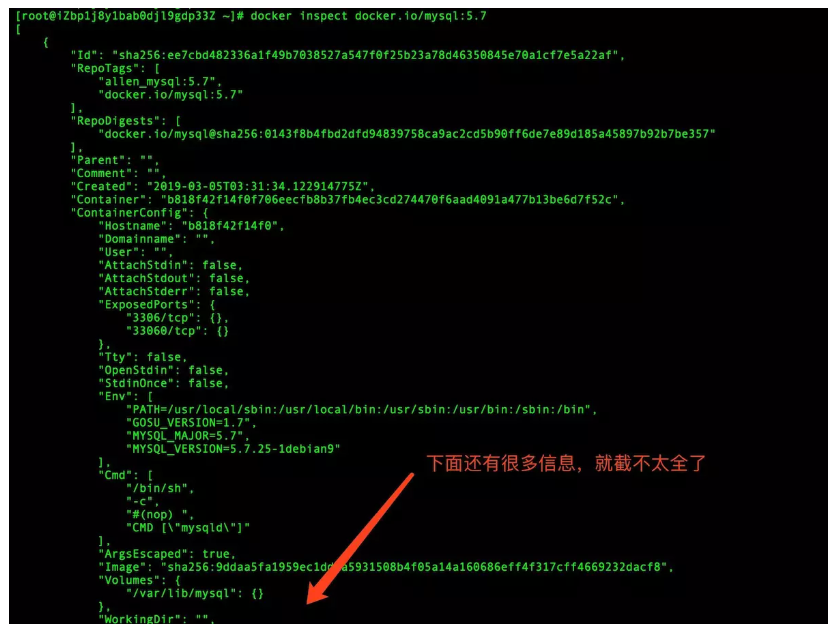 [root@iZbp1j8y1bab0djl9gdp33Z ~]# docker inspect docker.io/mysql:5.7
[
{
"Id": "sha256:ee7cbd482336a1f49b7038527a547f0f25b23a78d46350845e70a1cf7e5a22af",
"RepoTags": [
"allen_mysql:5.7",
"docker.io/mysql:5.7"
],
"RepoDigests": [
"docker.io/mysql@sha256:0143f8b4fbd2dfd94839758ca9ac2cd5b90ff6de7e89d185a45897b92b7be357"
],
"Parent": "",
"Comment": "",
"Created": "2019-03-05T03:31:34.122914775Z",
"Container": "b818f42f14f0f706eecfb8b37fb4ec3cd274470f6aad4091a477b13be6d7f52c",
"ContainerConfig": {
"Hostname": "b818f42f14f0",
"Domainname": "",
"User": "",
"AttachStdin": false,
"AttachStdout": false,
"AttachStderr": false,
"ExposedPorts": {
"3306/tcp": {},
"33060/tcp": {}
},
"Tty": false,
"OpenStdin": false,
"StdinOnce": false,
"Env": [
"PATH=/usr/local/sbin:/usr/local/bin:/usr/sbin:/usr/bin:/sbin:/bin",
"GOSU_VERSION=1.7",
"MYSQL_MAJOR=5.7",
"MYSQL_VERSION=5.7.25-1debian9"
],
下面还有很多信息，就截不太全了
"Cmd": [
"/bin/sh",
"-c",
"#(nop) ",
"CMD [\"mysqld\"]"
],
"ArgsEscaped": true,
"Image":
"Volumes": {
"/var/lib/mysql": {}
},
"WorkingDir": "",